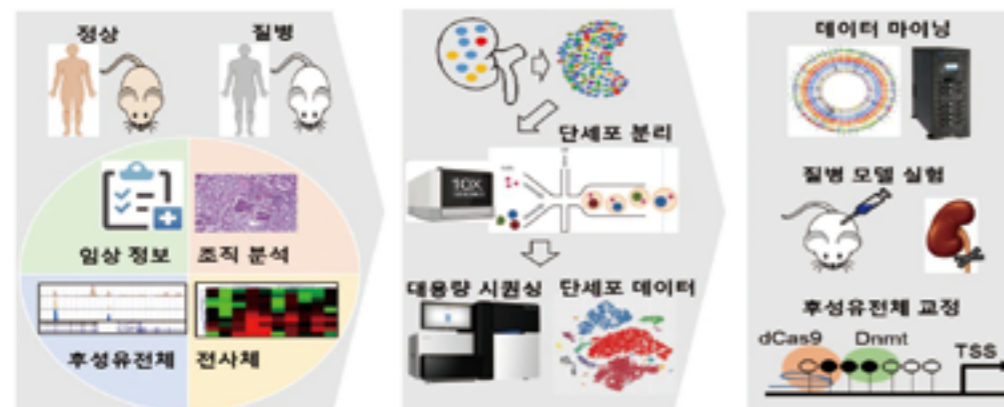 정상
질병
임상 정보
조직 분석
후성유전체
전사체
단세포 분리
10X
대용량 시퀀싱
단세포 데이터
데이터 마이닝
질병 모델 실험
후성유전체 교정
dCas9
Dnmt
TSS